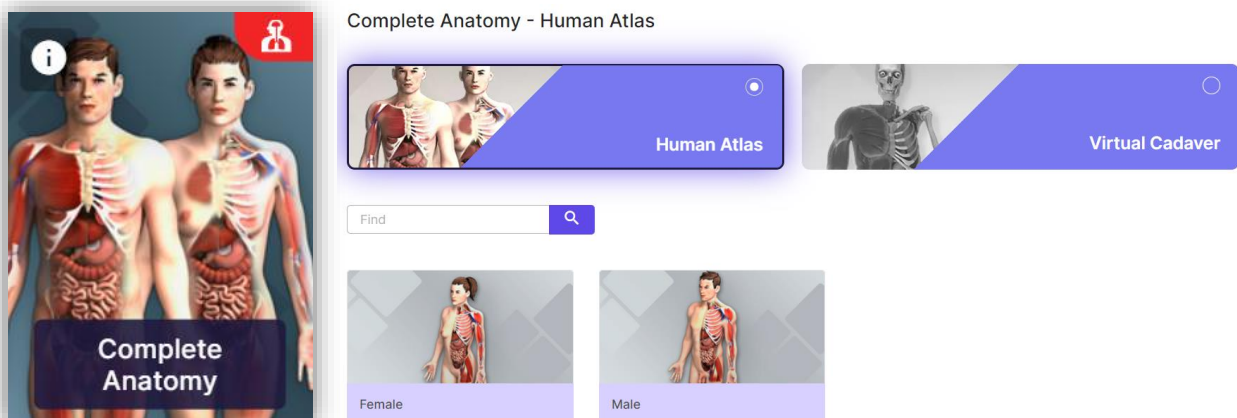 i
Complete
Anatomy
Complete Anatomy - Human Atlas
Human Atlas
Virtual Cadaver
Find
Female
Male